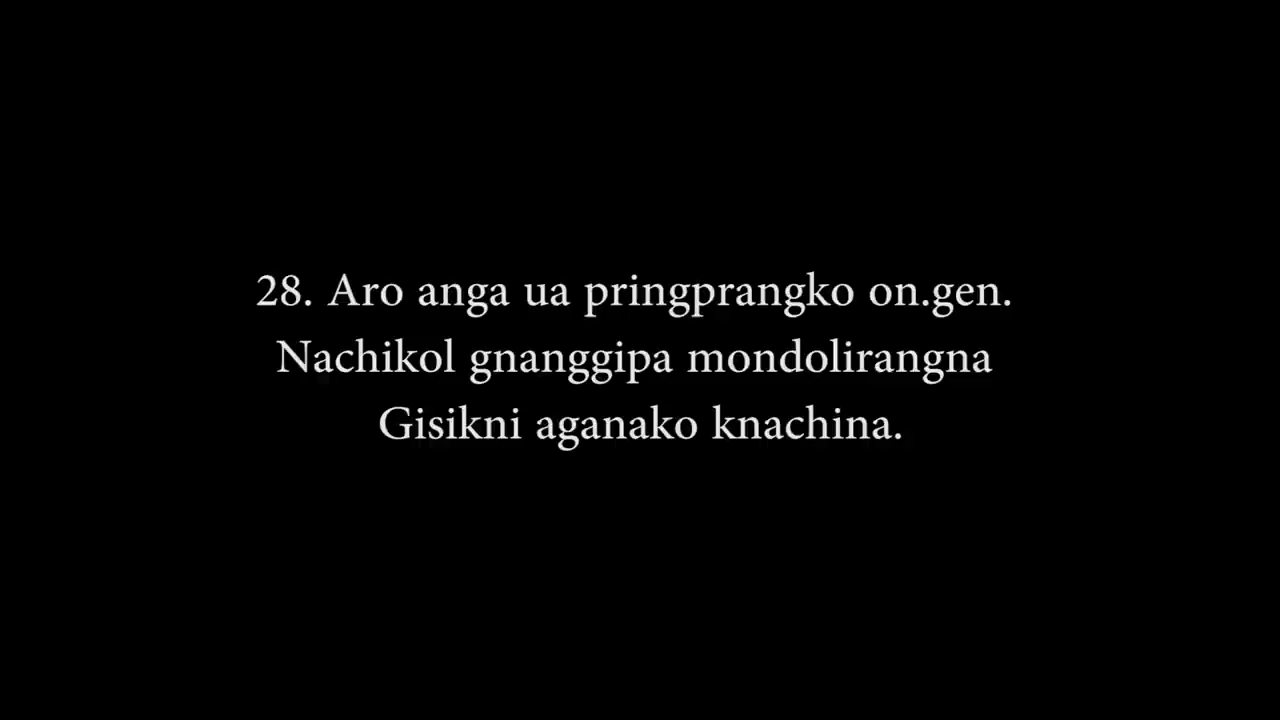 28. Aro anga ua pringprangko on.gen.
Nachikol gnanggipa mondolirangna
Gisikni aganako knachina.